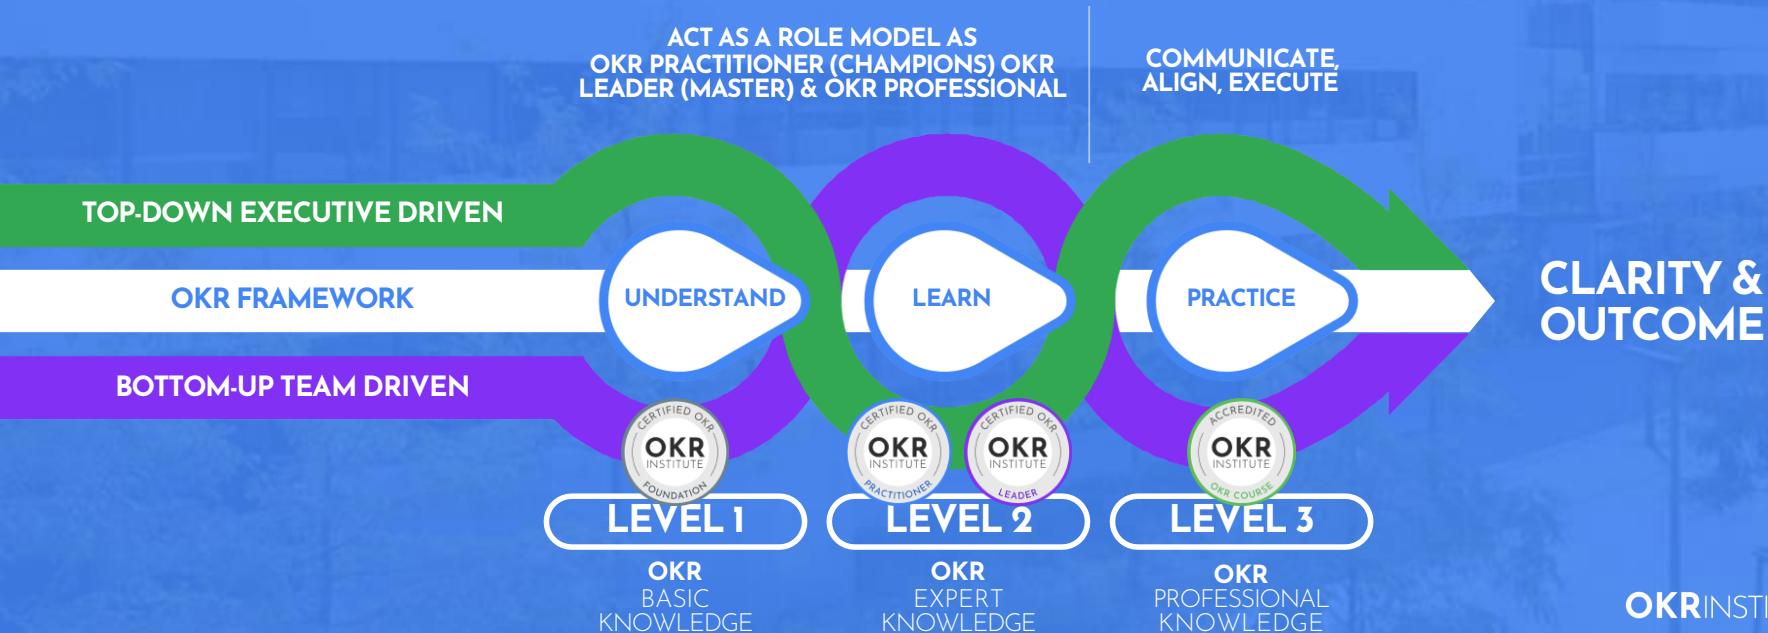 ACT AS A ROLE MODEL AS
OKR PRACTITIONER (CHAMPIONS) OKR
LEADER (MASTER) & OKR PROFESSIONAL
COMMUNICATE,
ALIGN, EXECUTE
TOP-DOWN EXECUTIVE DRIVEN
OKR FRAMEWORK
BOTTOM-UP TEAM DRIVEN
UNDERSTAND
LEARN
PRACTICE
CLARITY &
OUTCOME
CERTIFIED OKR
OKR
INSTITUTE
FOUNDATION
CERTIFIED OKR
OKR
INSTITUTE
PRACTITIONER
CERTIFIED OKR
OKR
INSTITUTE
LEADER
ACCREDITED
OKR
INSTITUTE
OKR COURSE
LEVEL 1
LEVEL 2
LEVEL 3
OKR
BASIC
KNOWLEDGE
OKR
EXPERT
KNOWLEDGE
OKR
PROFESSIONAL
KNOWLEDGE
OKRINSTI